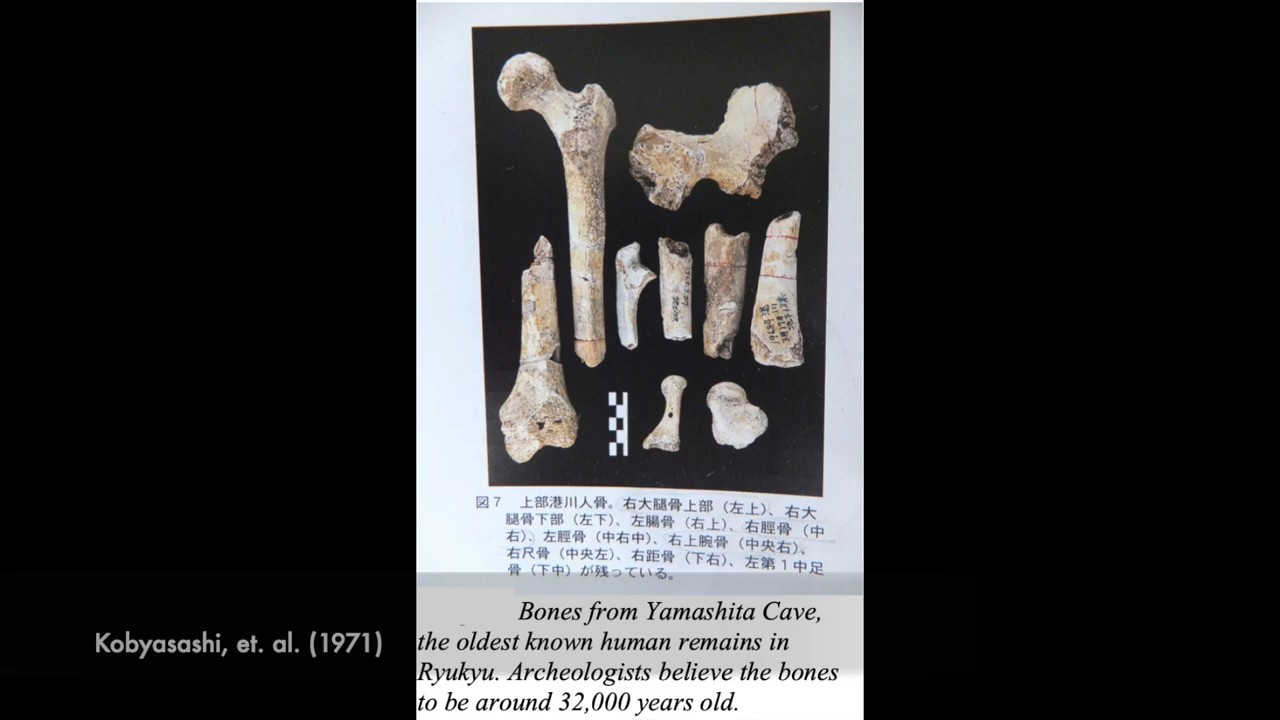 図7　上部港川人骨。右大腿骨上部（左上）、右大
腿骨下部（左下）、左腸骨（右上）、右脛骨（中
右）、左脛骨（中右中）、右上腕骨（中央右）、
右尺骨（中央左）、右距骨（下右）、左第1中足
骨（下中）が残っている。
Bones from Yamashita Cave,
the oldest known human remains in
Ryukyu. Archeologists believe the bones
to be around 32,000 years old.
Kobyasashi, et. al. (1971)